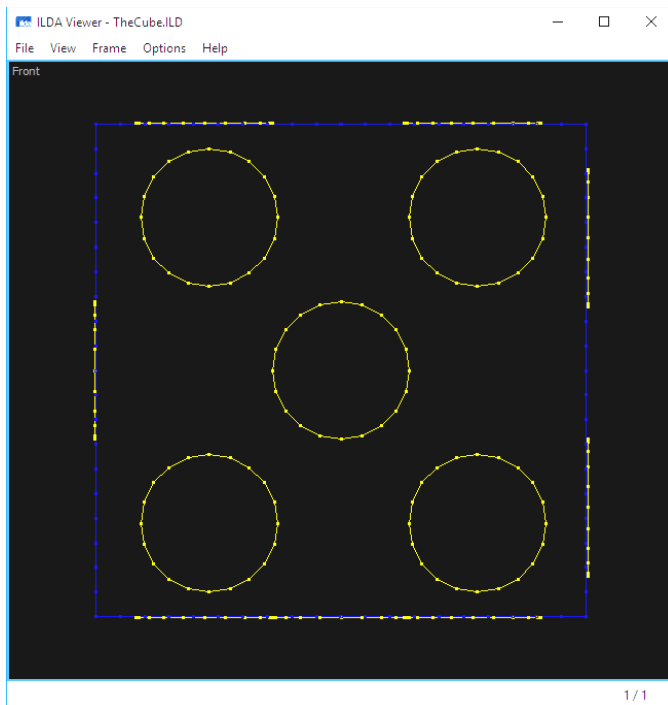 ILDA Viewer - TheCube.ILD
File View Frame Options Help
Front
1 / 1